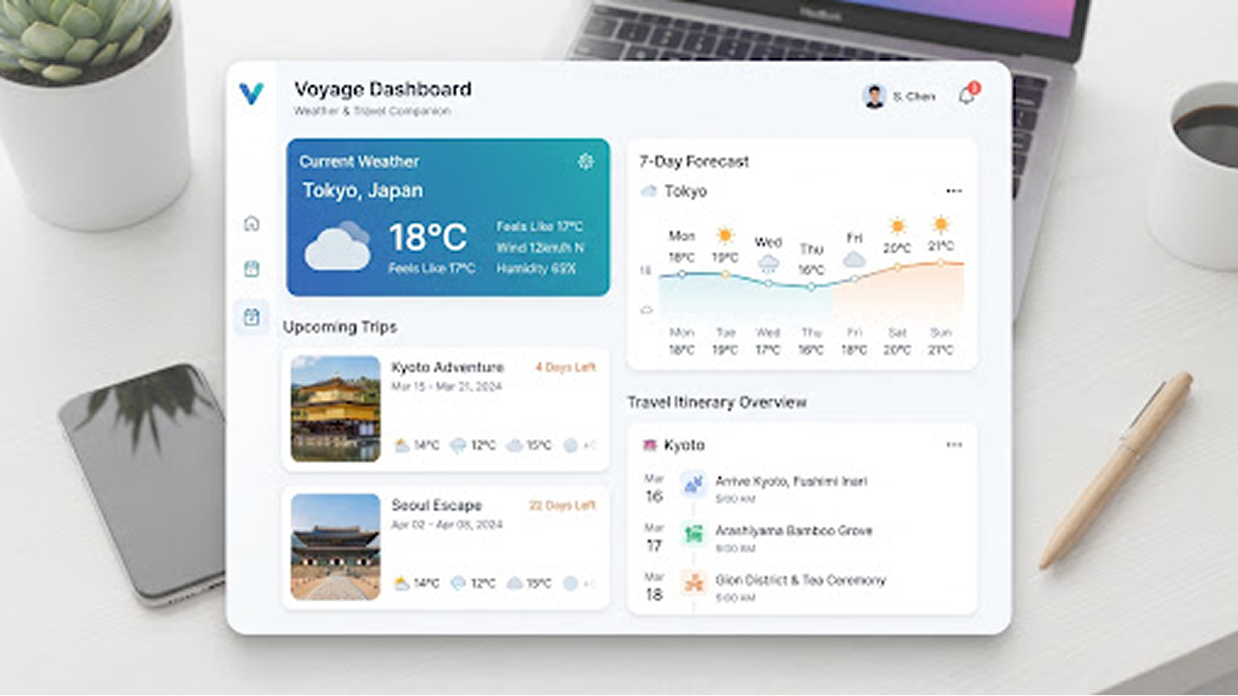 Voyage Dashboard
Weather & Travel Companion
S. Chen
Current Weather
Tokyo, Japan
18°C
Feels Like 17°C
Feels Like 17°C
Wind 12km/h N
Humidity 65%
7-Day Forecast
Tokyo
Mon
18°C
19°C
Wed
Thu
16°C
Fri
20°C
21°C
18
Mon Tue Wed Thu Fri Sat Sun
18°C 19°C 17°C 16°C 18°C 20°C 21°C
Upcoming Trips
Kyoto Adventure
4 Days Left
Mar 15 - Mar 21, 2024
14°C 12°C 15°C
Seoul Escape
22 Days Left
Apr 02 - Apr 08, 2024
14°C 12°C 15°C
Travel Itinerary Overview
Kyoto
Mar
16
Arrive Kyoto, Fushimi Inari
Mar
17
Arashiyama Bamboo Grove
Mar
18
Gion District & Tea Ceremony